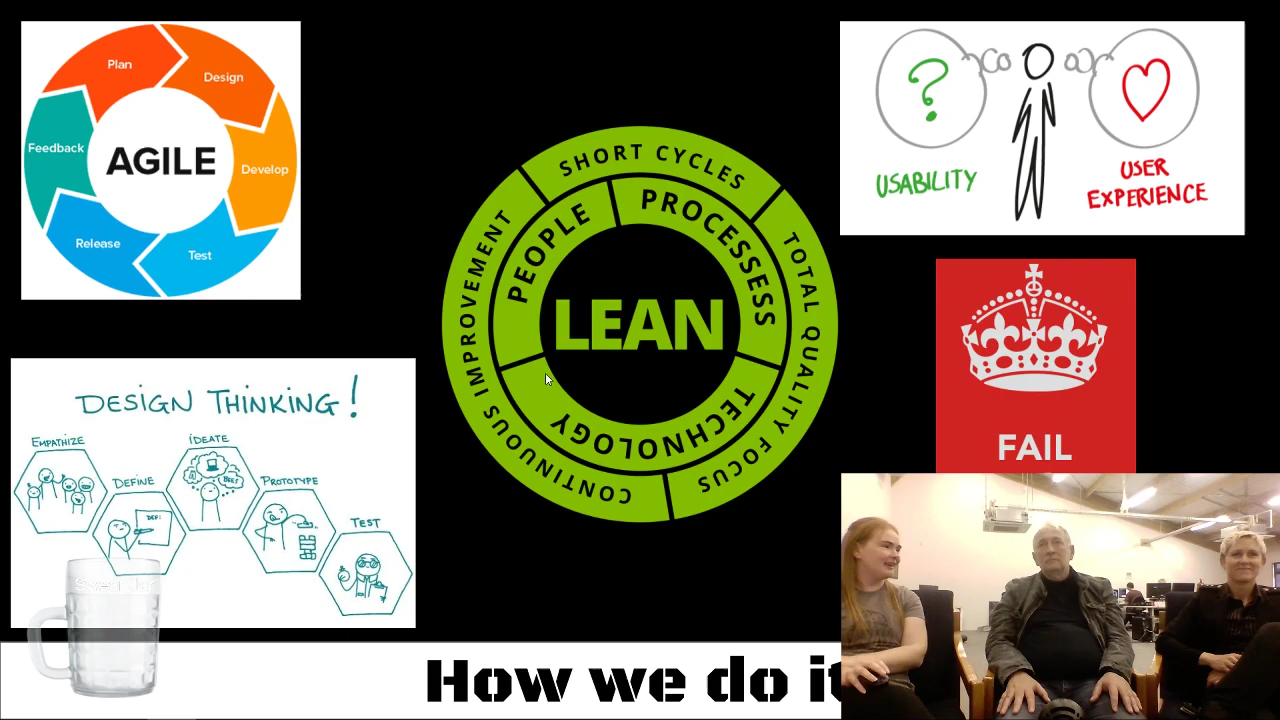 Plan
Design
Develop
Test
Release
Feedback
AGILE
SHORT CYCLES
TOTAL QUALITY FOCUS
CONTINUOUS IMPROVEMENT
PEOPLE
PROCESSESS
TECHNOLOGY
LEAN
?
USABILITY
USER
EXPERIENCE
FAIL
DESIGN THINKING!
EMPATHIZE
DEFINE
IDEATE
PROTOTYPE
TEST
DEF:
How we do it